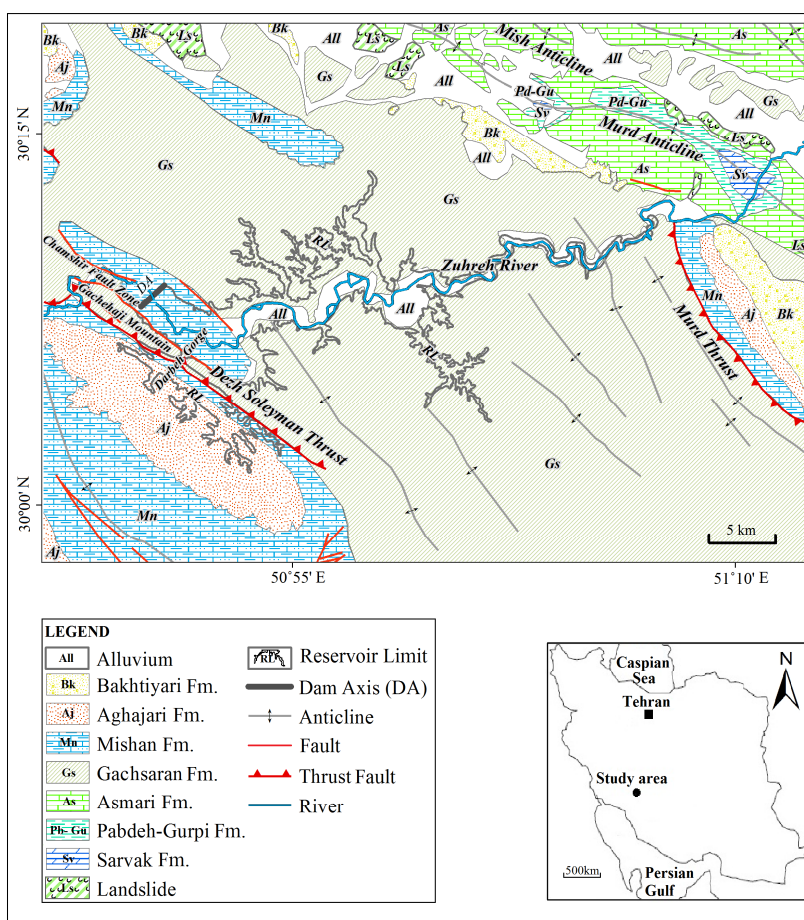 Bk
Bk
Ls
Bk
All
Ls
As
As
Aj
Gs
Ls
All
Mish Anticline
All
Pd-Gu
Gs
Mn
Mn
Sv
Pd-Gu
All
30°15' N
Bk
Murd Anticline
Ls
All
Gs
As
Sv
Gs
Ls
Chamshir Fault Zone
RL
Zuhreh River
DA
Gachehaji Mountain
All
All
Mn
Aj
Bk
Darbeh Gorge
RL
Murd Thrust
RL
Dezh Soleyman Thrust
Aj
Gs
30°00' N
Mn
5 km
Aj
50°55' E
51°10' E
LEGEND
All Alluvium
Bk Bakhtiyari Fm.
Aj Aghajari Fm.
Mn Mishan Fm.
Gs Gachsaran Fm.
As Asmari Fm.
Pb-Gu Pabdeh-Gurpi Fm.
Sv Sarvak Fm.
Ls Landslide
RL Reservoir Limit
Dam Axis (DA)
Anticline
Fault
Thrust Fault
River
Caspian
Sea
N
Tehran
Study area
500km
Persian
Gulf